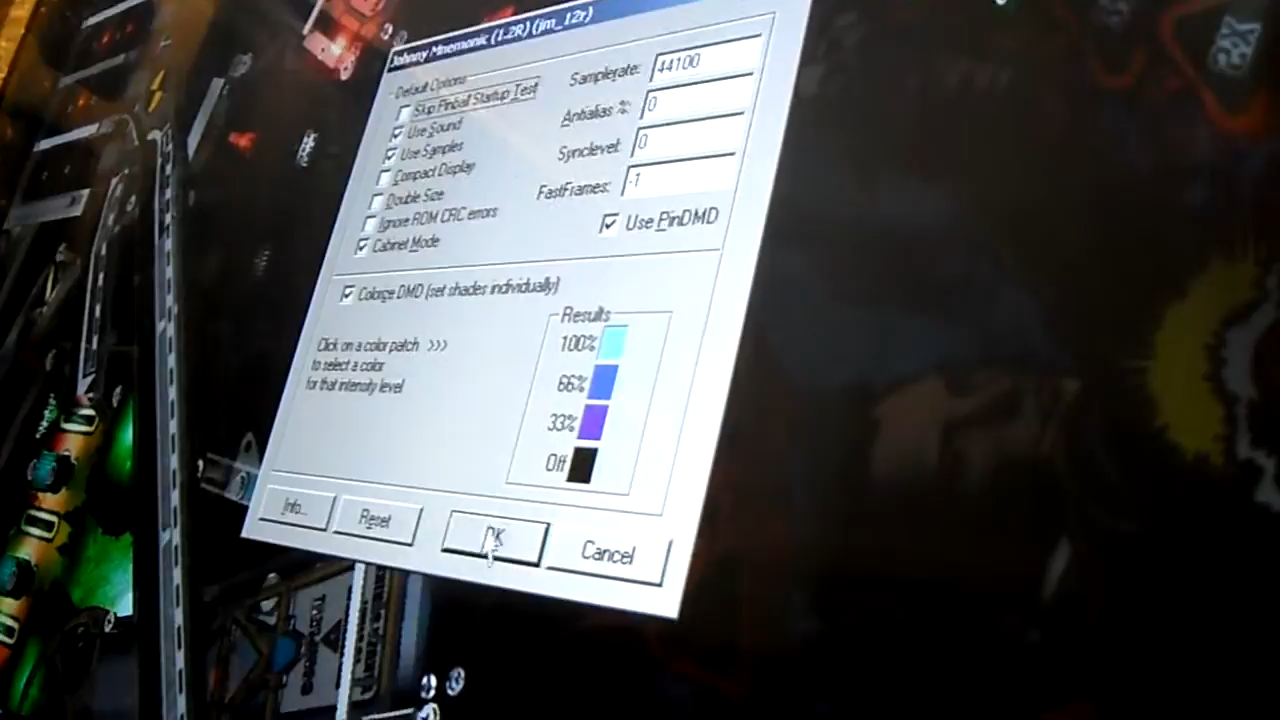 Johnny Mnemonic (1.2R) (jm_12r)
Default Options
Skip Pinball Startup Test
Use Sound
Use Samples
Compact Display
Double Size
Ignore ROM CRC errors
Cabinet Mode
Samplerate: 44100
Antialias %: 0
Synclevel: 0
FastFrames: -1
Use PinDMD
Colorize DMD (set shades individually)
Click on a color patch >>>
to select a color
for that intensity level
Results
100%
66%
33%
Off
Info...
Reset
OK
Cancel